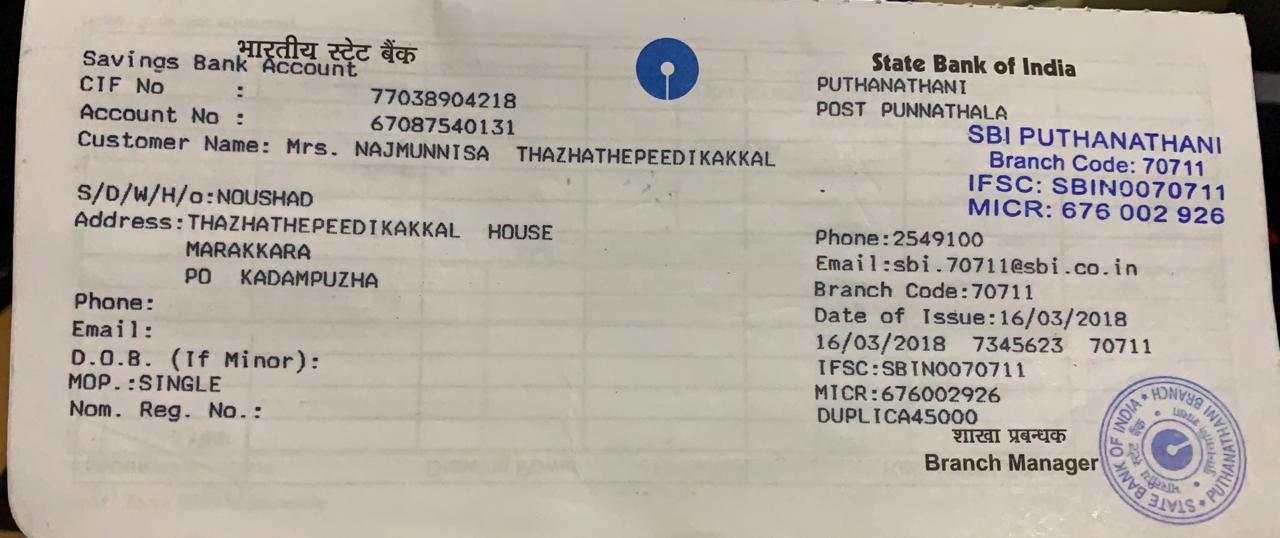 भारतीय स्टेट बैंक
Savings Bank Account
CIF No : 77038904218
Account No : 67087540131
Customer Name: Mrs. NAJMUNNISA THAZHATHEPEEDIKAKKAL
S/D/W/H/o:NOUSHAD
Address:THAZHATHEPEEDIKAKKAL HOUSE
MARAKKARA
PO KADAMPUZHA
Phone:
Email:
D.O.B. (If Minor):
MOP.:SINGLE
Nom. Reg. No.:
State Bank of India
PUTHANATHANI
POST PUNNATHALA
SBI PUTHANATHANI
Branch Code: 70711
IFSC: SBIN0070711
MICR: 676 002 926
Phone:2549100
Email:sbi.70711@sbi.co.in
Branch Code:70711
Date of Issue:16/03/2018
16/03/2018 7345623 70711
IFSC:SBIN0070711
MICR:676002926
DUPLICA45000
शाखा प्रबन्धक
Branch Manager
STATE BANK OF INDIA * PUTHANATHANI BRANCH *